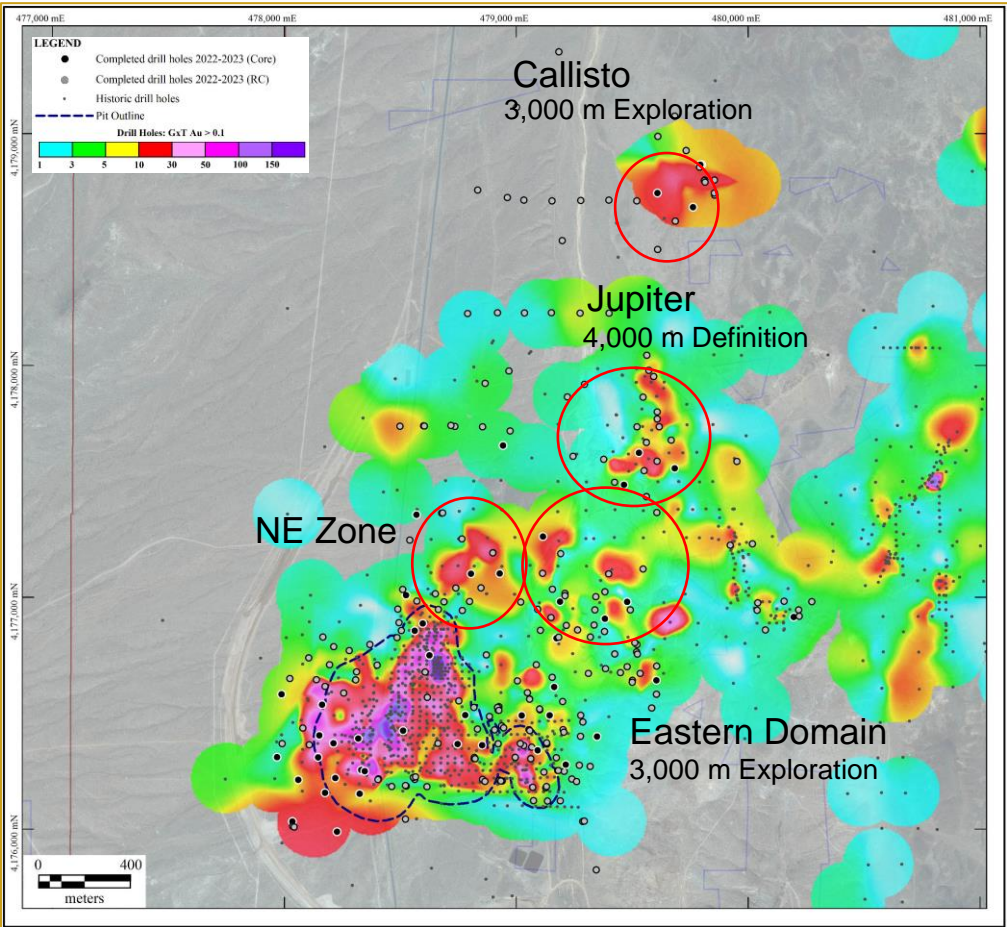 477,000 mE
478,000 mE
479,000 mE
480,000 mE
481,000 mE
LEGEND
Completed drill holes 2022-2023 (Core)
Completed drill holes 2022-2023 (RC)
Historic drill holes
Pit Outline
Drill Holes: GxT Au > 0.1
1 3 5 10 30 50 100 150
Callisto
3,000 m Exploration
4,179,000 mN
Jupiter
4,000 m Definition
4,178,000 mN
NE Zone
4,177,000 mN
Eastern Domain
3,000 m Exploration
4,176,000 mN
0 400
meters